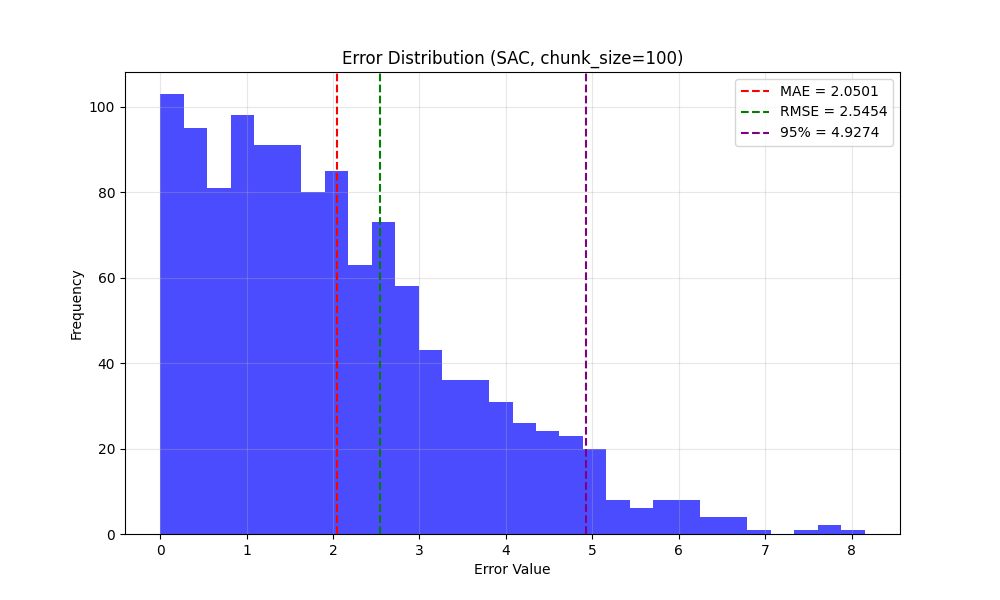 Error Distribution (SAC, chunk_size=100)
MAE = 2.0501
RMSE = 2.5454
95% = 4.9274
Frequency
100
80
60
40
20
0
0 1 2 3 4 5 6 7 8
Error Value